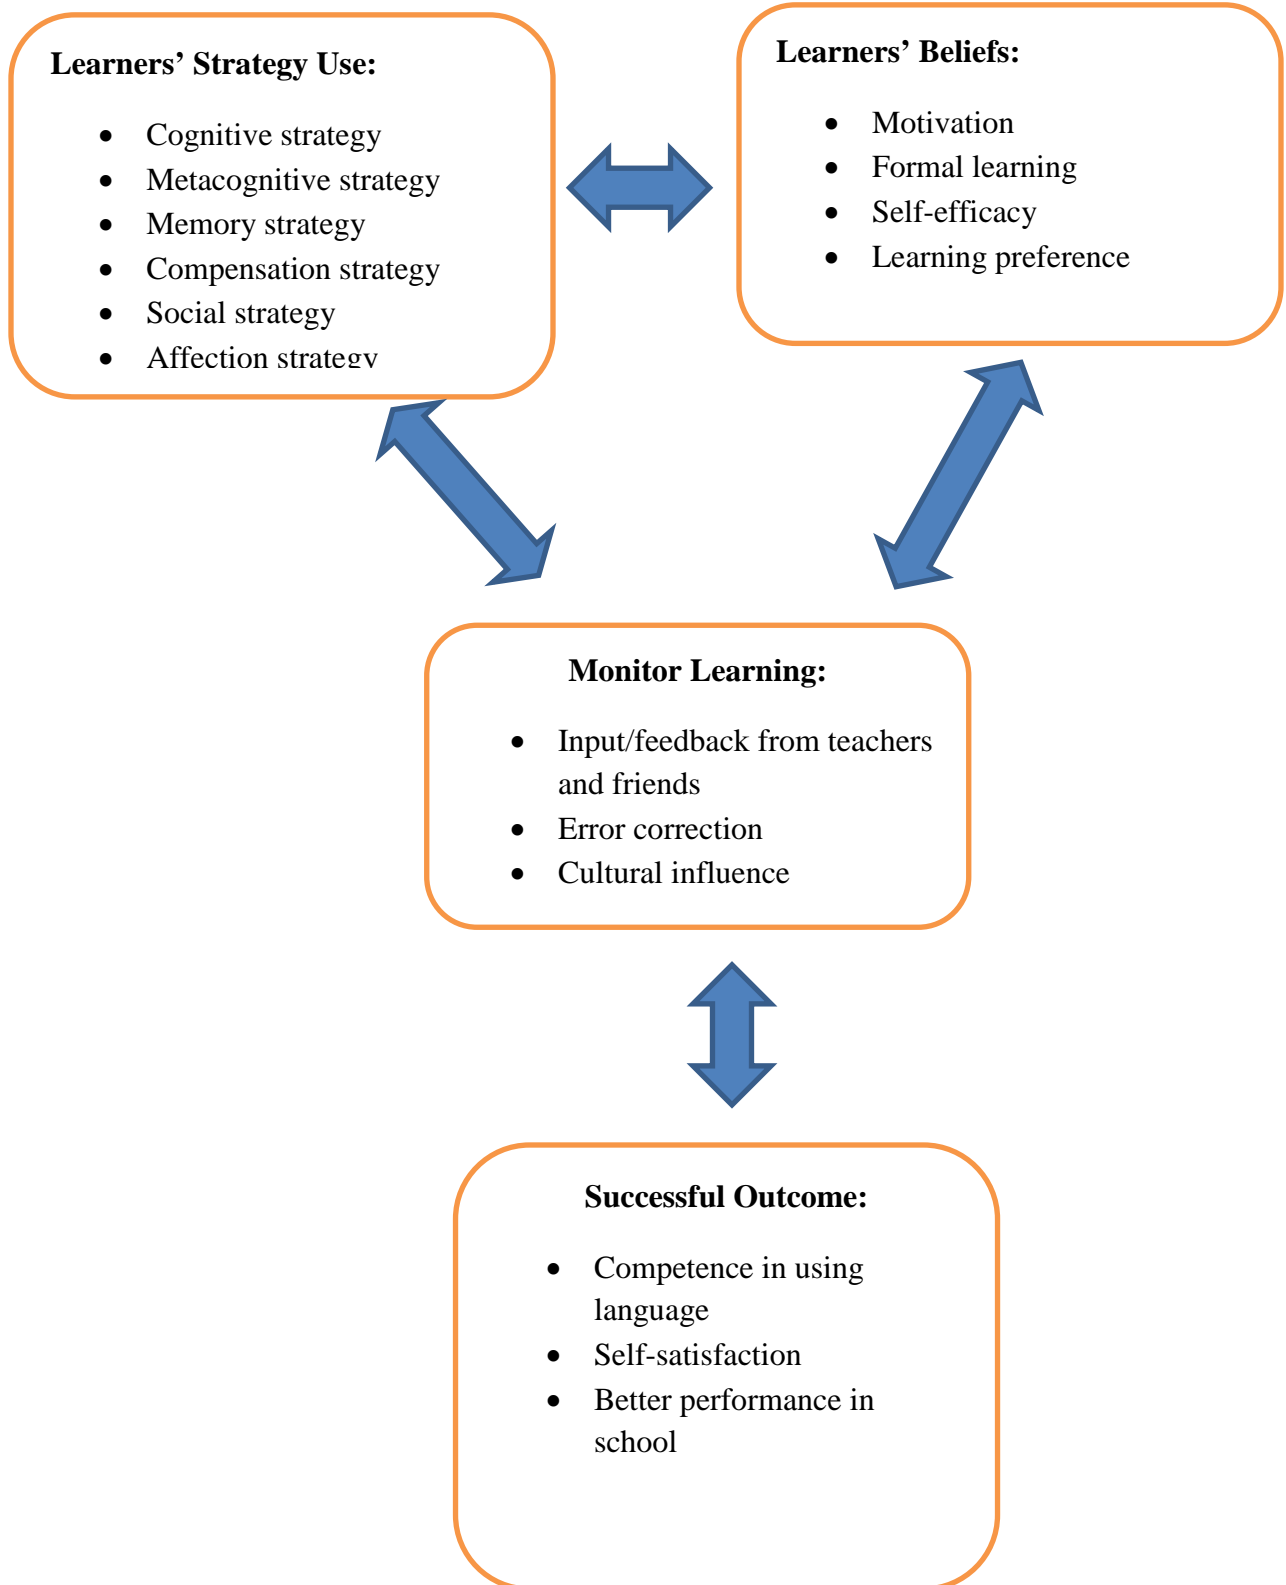 Learners’ Strategy Use:
• Cognitive strategy
• Metacognitive strategy
• Memory strategy
• Compensation strategy
• Social strategy
• Affection strategy
Learners’ Beliefs:
• Motivation
• Formal learning
• Self-efficacy
• Learning preference
Monitor Learning:
• Input/feedback from teachers
and friends
• Error correction
• Cultural influence
Successful Outcome:
• Competence in using
language
• Self-satisfaction
• Better performance in
school